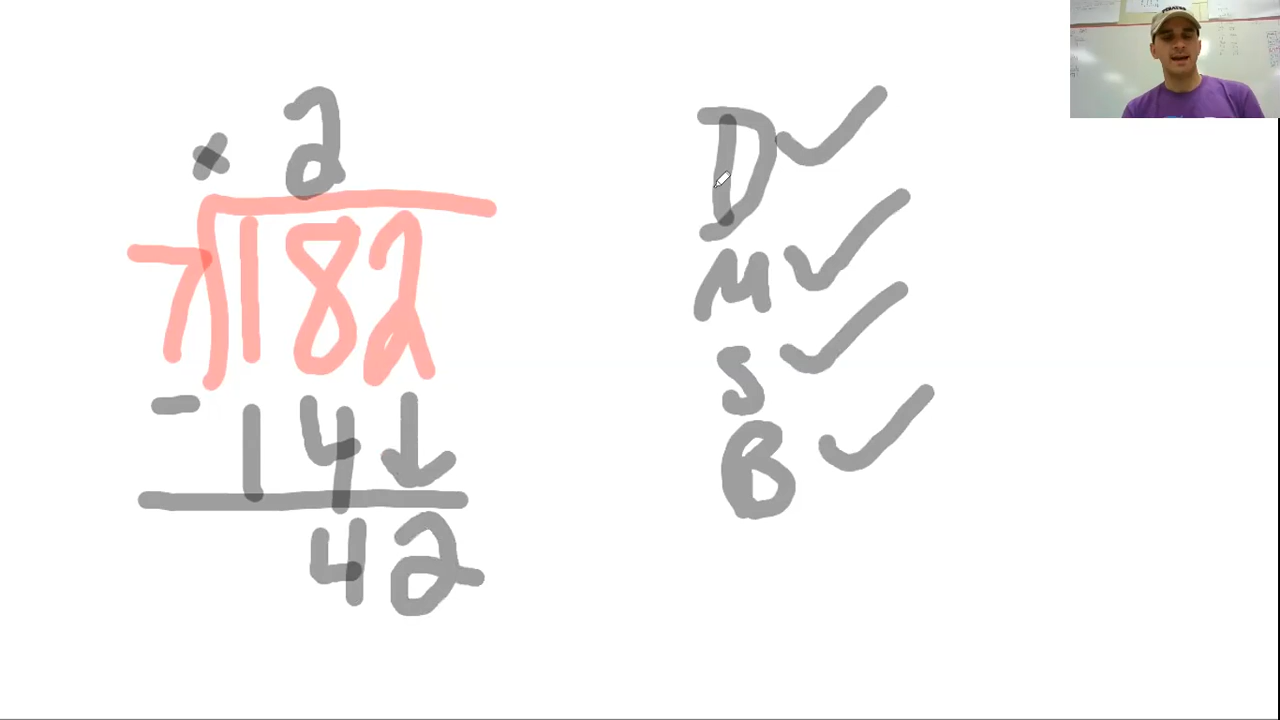 × 2
7)182
- 14↓
42
D ✓
M ✓
S ✓
B ✓